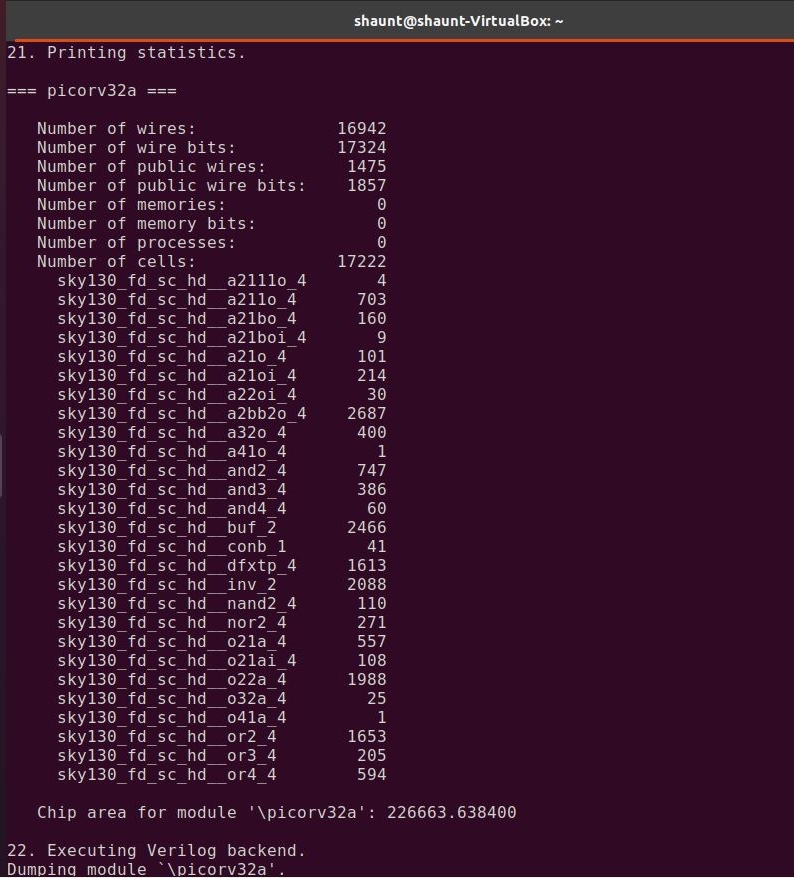 shaunt@shaunt-VirtualBox: ~
21. Printing statistics.
=== picorv32a ===
Number of wires: 16942
Number of wire bits: 17324
Number of public wires: 1475
Number of public wire bits: 1857
Number of memories: 0
Number of memory bits: 0
Number of processes: 0
Number of cells: 17222
sky130_fd_sc_hd__a2111o_4 4
sky130_fd_sc_hd__a211o_4 703
sky130_fd_sc_hd__a21bo_4 160
sky130_fd_sc_hd__a21boi_4 9
sky130_fd_sc_hd__a21o_4 101
sky130_fd_sc_hd__a21oi_4 214
sky130_fd_sc_hd__a22oi_4 30
sky130_fd_sc_hd__a2bb2o_4 2687
sky130_fd_sc_hd__a32o_4 400
sky130_fd_sc_hd__a41o_4 1
sky130_fd_sc_hd__and2_4 747
sky130_fd_sc_hd__and3_4 386
sky130_fd_sc_hd__and4_4 60
sky130_fd_sc_hd__buf_2 2466
sky130_fd_sc_hd__conb_1 41
sky130_fd_sc_hd__dfxtp_4 1613
sky130_fd_sc_hd__inv_2 2088
sky130_fd_sc_hd__nand2_4 110
sky130_fd_sc_hd__nor2_4 271
sky130_fd_sc_hd__o21a_4 557
sky130_fd_sc_hd__o21ai_4 108
sky130_fd_sc_hd__o22a_4 1988
sky130_fd_sc_hd__o32a_4 25
sky130_fd_sc_hd__o41a_4 1
sky130_fd_sc_hd__or2_4 1653
sky130_fd_sc_hd__or3_4 205
sky130_fd_sc_hd__or4_4 594
Chip area for module '\picorv32a': 226663.638400
22. Executing Verilog backend.
Dumping module `\picorv32a'.